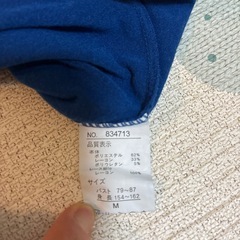 NO. 834713
品質表示
本体
ポリエステル 62%
レーヨン 33%
ポリウレタン 5%
レーヨン 100%
サイズ
バスト 79~87
身 長 154~162
M